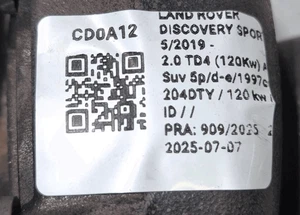 CD0A12
LAND ROVER
DISCOVERY SPORT
5/2019 -
2.0 TD4 (120Kw) A
Suv 5p/d-e/1997c
204DTY / 120 kw
ID / /
PRA: 909/2025 2
2025-07-07